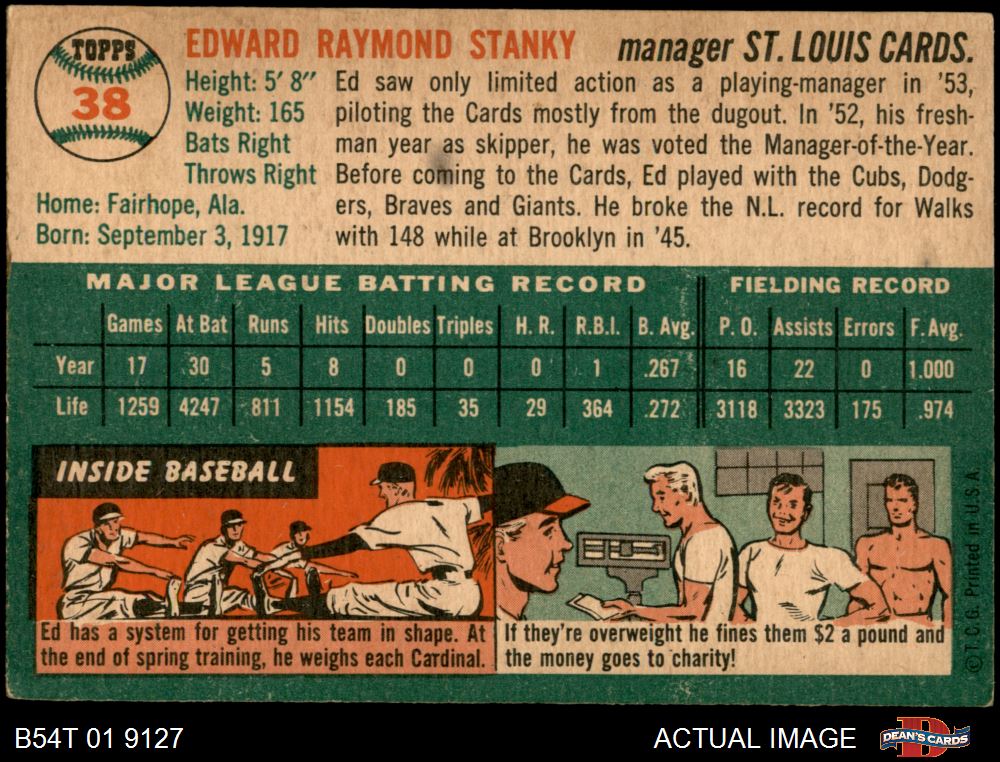 TOPPS
38
EDWARD RAYMOND STANKY manager ST. LOUIS CARDS.
Height: 5' 8"
Weight: 165
Bats Right
Throws Right
Home: Fairhope, Ala.
Born: September 3, 1917
Ed saw only limited action as a playing-manager in '53,
piloting the Cards mostly from the dugout. In '52, his fresh-
man year as skipper, he was voted the Manager-of-the-Year.
Before coming to the Cards, Ed played with the Cubs, Dodg-
ers, Braves and Giants. He broke the N.L. record for Walks
with 148 while at Brooklyn in '45.
MAJOR LEAGUE BATTING RECORD FIELDING RECORD
Games At Bat Runs Hits Doubles Triples H. R. R.B.I. B. Avg. P. O. Assists Errors F. Avg.
Year 17 30 5 8 0 0 0 1 .267 16 22 0 1.000
Life 1259 4247 811 1154 185 35 29 364 .272 3118 3323 175 .974
INSIDE BASEBALL
Ed has a system for getting his team in shape. At
the end of spring training, he weighs each Cardinal.
If they're overweight he fines them $2 a pound and
the money goes to charity!
© T. C. G. Printed in U.S.A.
B54T 01 9127
ACTUAL IMAGE
D
DEAN'S CARDS